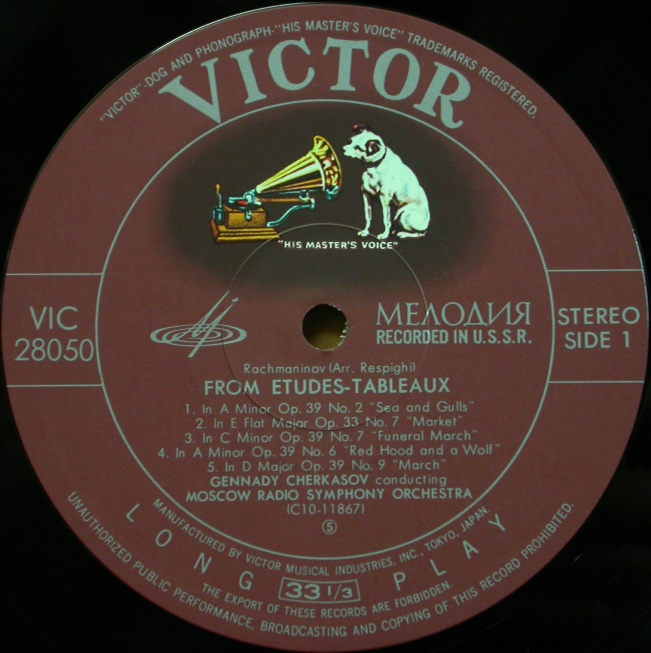 "VICTOR"-DOG AND PHONOGRAPH-"HIS MASTER'S VOICE" TRADEMARKS REGISTERED.
VICTOR
"HIS MASTER'S VOICE"
VIC
28050
МЕЛОДИЯ
RECORDED IN U.S.S.R.
STEREO
SIDE 1
Rachmaninov (Arr. Respighi)
FROM ETUDES-TABLEAUX
1. In A Minor Op. 39 No. 2 "Sea and Gulls"
2. In E Flat Major Op. 33 No. 7 "Market"
3. In C Minor Op. 39 No. 7 "Funeral March"
4. In A Minor Op. 39 No. 6 "Red Hood and a Wolf"
5. In D Major Op. 39 No. 9 "March"
GENNADY CHERKASOV conducting
MOSCOW RADIO SYMPHONY ORCHESTRA
(C10-11867)
Ⓢ
MANUFACTURED BY VICTOR MUSICAL INDUSTRIES, INC., TOKYO, JAPAN.
LONG 33 1/3 PLAY
THE EXPORT OF THESE RECORDS ARE FORBIDDEN.
UNAUTHORIZED PUBLIC PERFORMANCE, BROADCASTING AND COPYING OF THIS RECORD PROHIBITED.